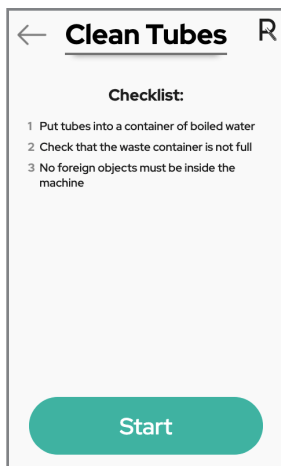 Clean Tubes
R
Checklist:
1 Put tubes into a container of boiled water
2 Check that the waste container is not full
3 No foreign objects must be inside the
machine
Start